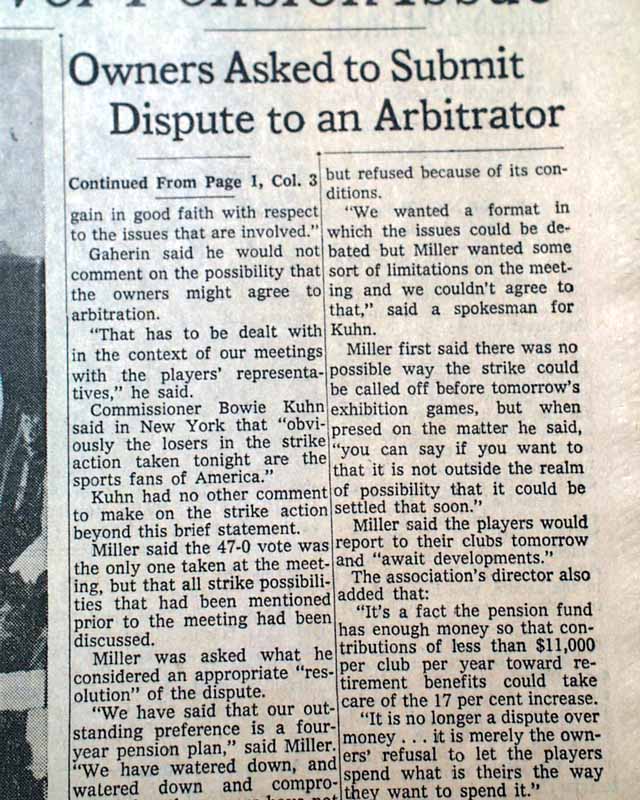 Pension Issue
Owners Asked to Submit
Dispute to an Arbitrator
Continued From Page 1, Col. 3
gain in good faith with respect
to the issues that are involved."
Gaherin said he would not
comment on the possibility that
the owners might agree to
arbitration.
"That has to be dealt with
in the context of our meetings
with the players' representa-
tives," he said.
Commissioner Bowie Kuhn
said in New York that "obvi-
ously the losers in the strike
action taken tonight are the
sports fans of America."
Kuhn had no other comment
to make on the strike action
beyond this brief statement.
Miller said the 47-0 vote was
the only one taken at the meet-
ing, but that all strike possibili-
ties that had been mentioned
prior to the meeting had been
discussed.
Miller was asked what he
considered an appropriate "res-
olution" of the dispute.
"We have said that our out-
standing preference is a four-
year pension plan," said Miller.
"We have watered down, and
watered down and compro-
have not
but refused because of its con-
ditions.
"We wanted a format in
which the issues could be de-
bated but Miller wanted some
sort of limitations on the meet-
ing and we couldn't agree to
that," said a spokesman for
Kuhn.
Miller first said there was no
possible way the strike could
be called off before tomorrow's
exhibition games, but when
presed on the matter he said,
"you can say if you want to
that it is not outside the realm
of possibility that it could be
settled that soon."
Miller said the players would
report to their clubs tomorrow
and "await developments."
The association's director also
added that:
"It's a fact the pension fund
has enough money so that con-
tributions of less than $11,000
per club per year toward re-
tirement benefits could take
care of the 17 per cent increase.
"It is no longer a dispute over
money . . . it is merely the own-
ers' refusal to let the players
spend what is theirs the way
they want to spend it."